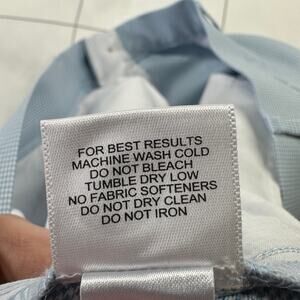 FOR BEST RESULTS
MACHINE WASH COLD
DO NOT BLEACH
TUMBLE DRY LOW
NO FABRIC SOFTENERS
DO NOT DRY CLEAN
DO NOT IRON